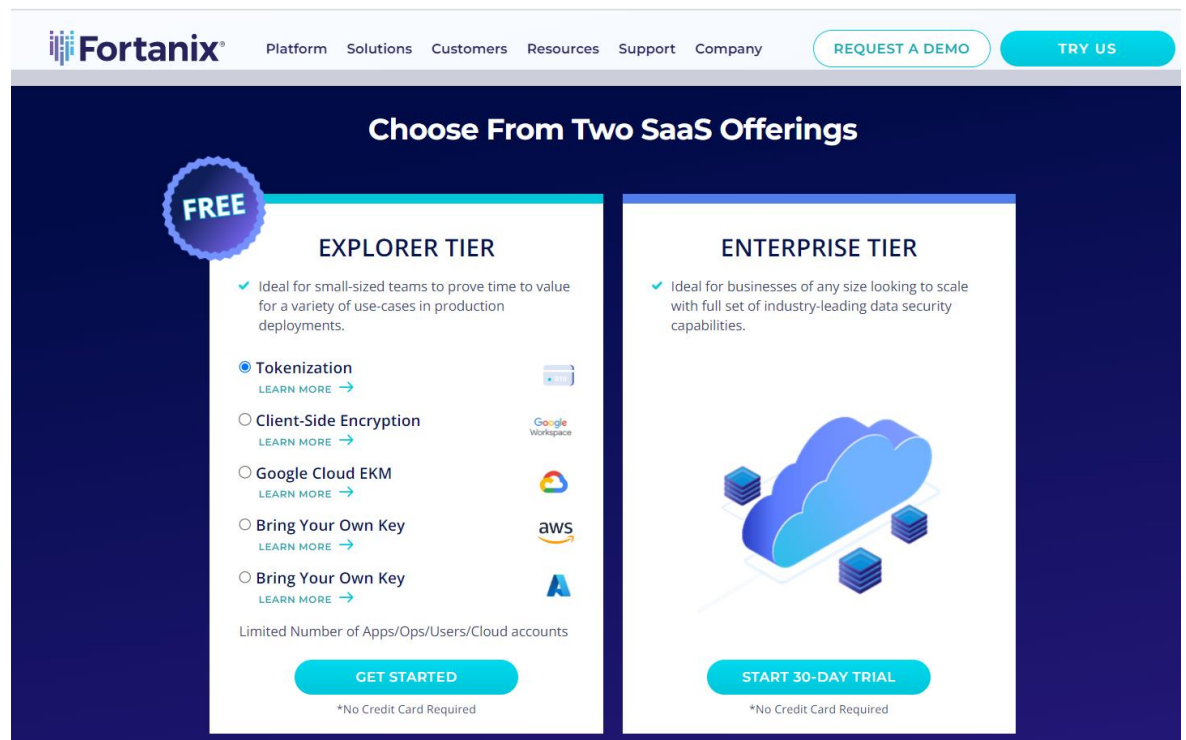 Fortanix®
Platform Solutions Customers Resources Support Company REQUEST A DEMO TRY US
Choose From Two SaaS Offerings
FREE
EXPLORER TIER
Ideal for small-sized teams to prove time to value
for a variety of use-cases in production
deployments.
Tokenization
LEARN MORE →
Client-Side Encryption
Google
Workspace
LEARN MORE →
Google Cloud EKM
LEARN MORE →
Bring Your Own Key
aws
LEARN MORE →
Bring Your Own Key
LEARN MORE →
Limited Number of Apps/Ops/Users/Cloud accounts
GET STARTED
*No Credit Card Required
ENTERPRISE TIER
Ideal for businesses of any size looking to scale
with full set of industry-leading data security
capabilities.
START 30-DAY TRIAL
*No Credit Card Required